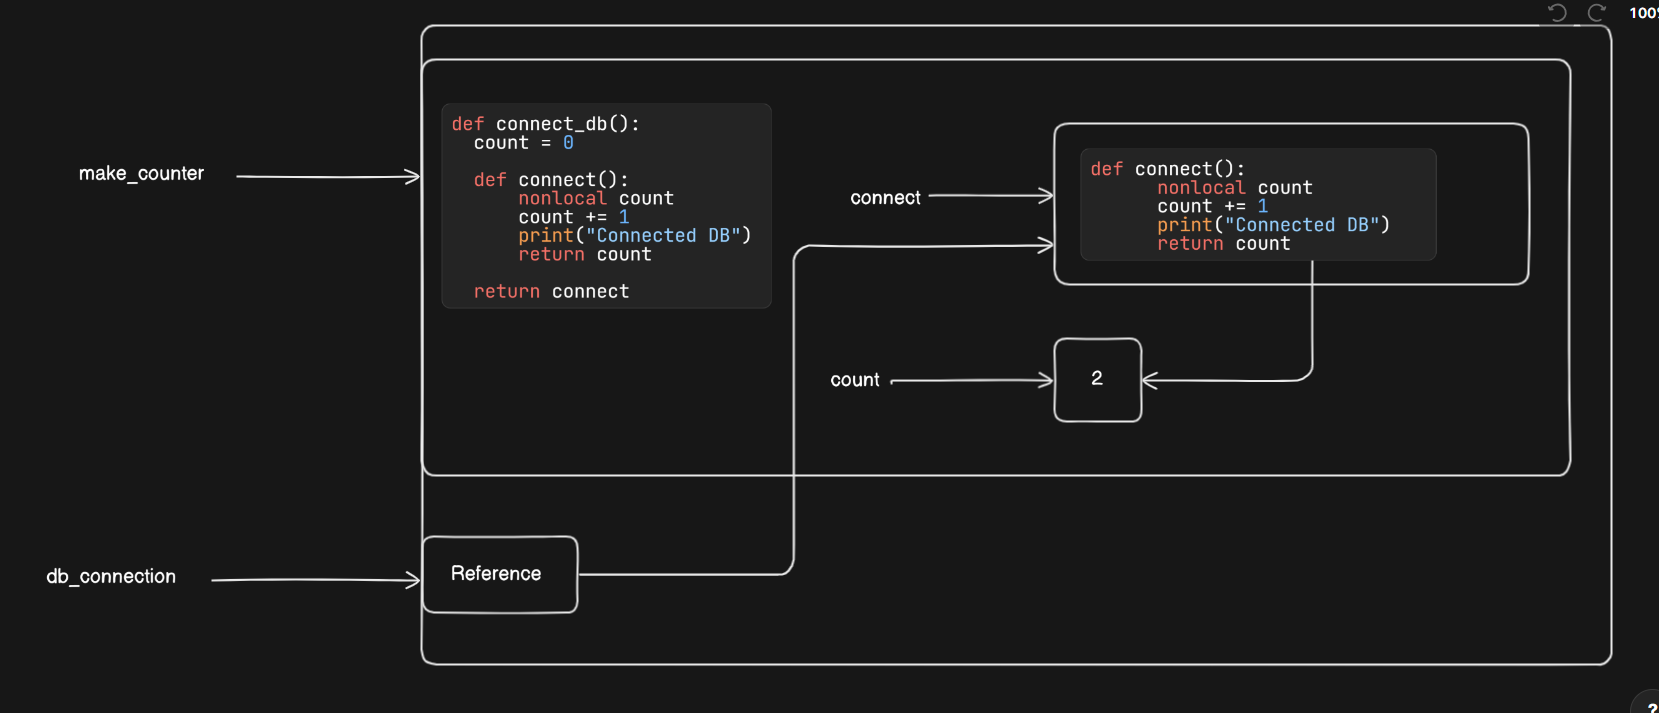 100%
make_counter
def connect_db():
  count = 0

  def connect():
      nonlocal count
      count += 1
      print("Connected DB")
      return count

  return connect
connect
def connect():
      nonlocal count
      count += 1
      print("Connected DB")
      return count
count
2
db_connection
Reference
?